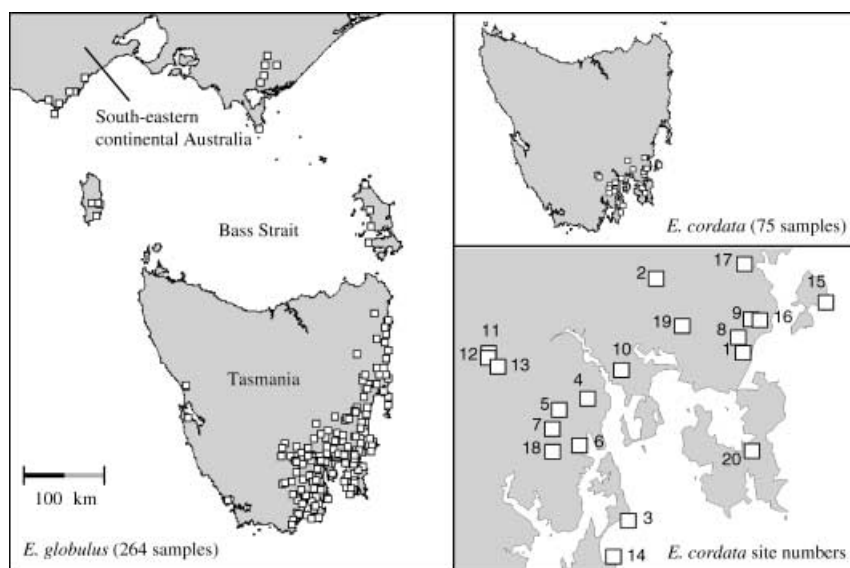 South-eastern
continental Australia
Bass Strait
Tasmania
100 km
E. globulus (264 samples)
E. cordata (75 samples)
17
2
15
9
16
19
8
11
1
12
10
13
4
5
7
6
18
20
3
14
E. cordata site numbers